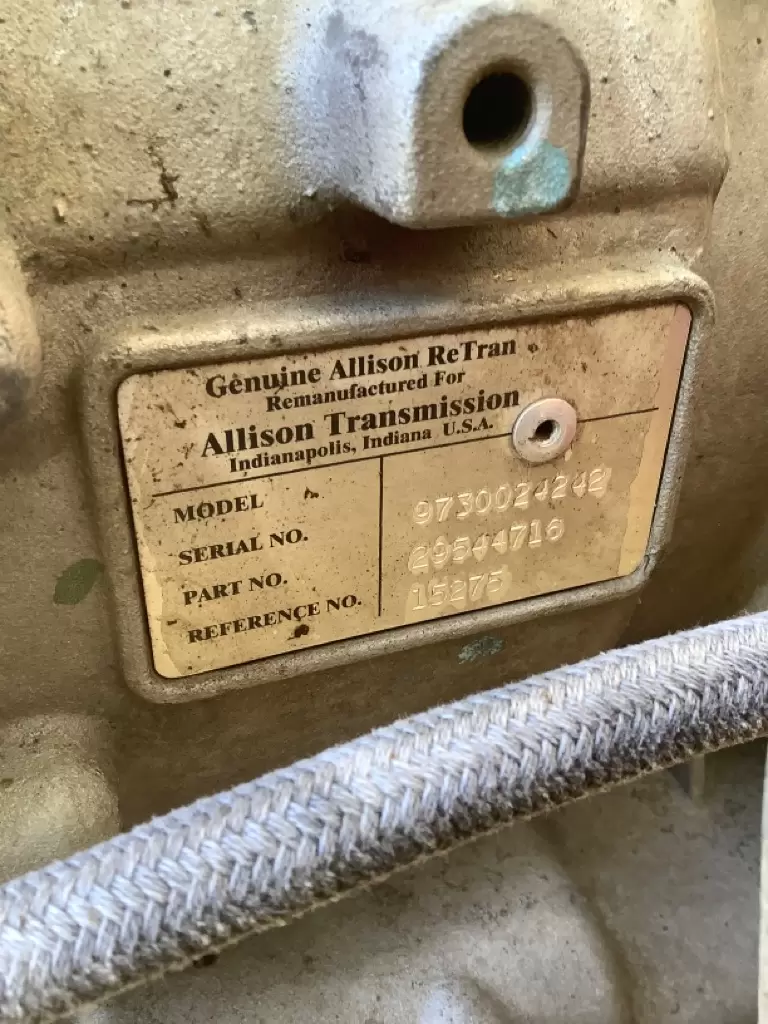 Genuine Allison ReTran
Remanufactured For
Allison Transmission
Indianapolis, Indiana U.S.A.
MODEL
SERIAL NO. 9730024242
PART NO. 29544716
REFERENCE NO. 15275